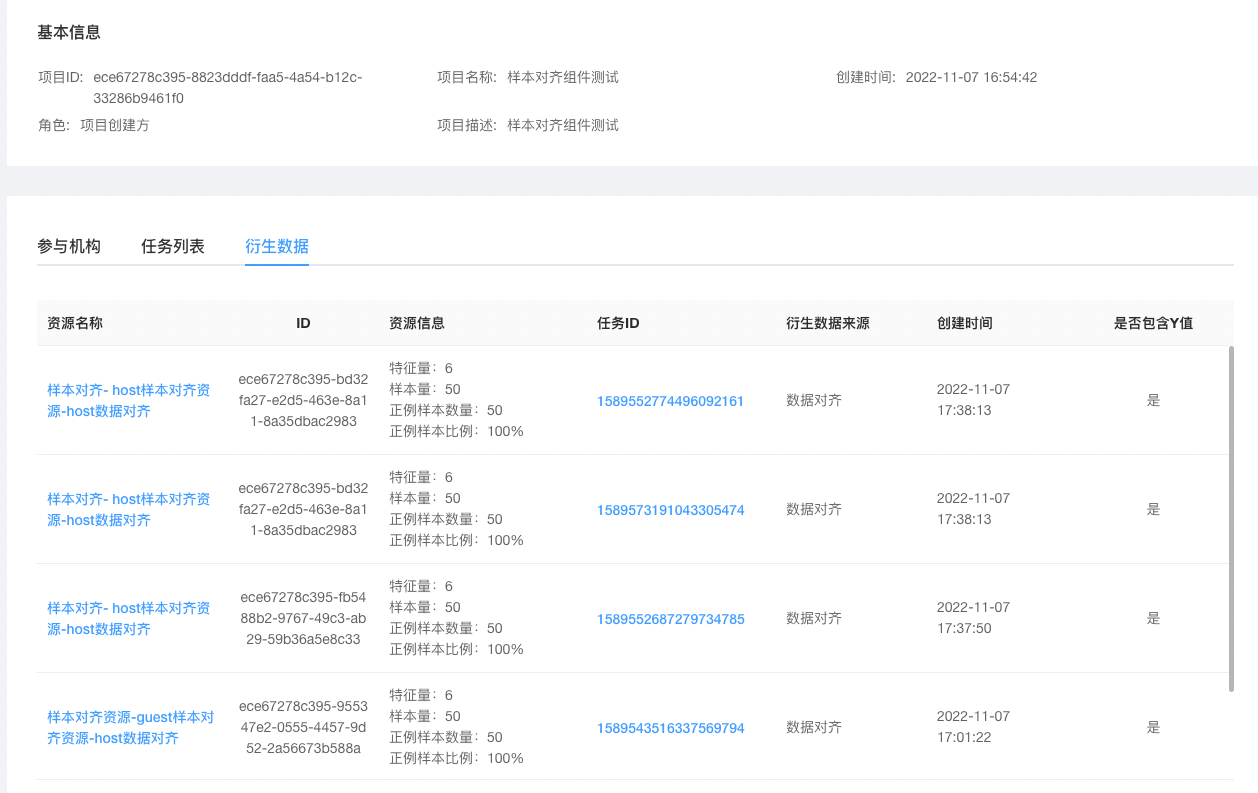 基本信息
项目ID: ece67278c395-8823dddf-faa5-4a54-b12c-
33286b9461f0
项目名称: 样本对齐组件测试
创建时间: 2022-11-07 16:54:42
角色: 项目创建方
项目描述: 样本对齐组件测试
参与机构 任务列表 衍生数据
资源名称 ID 资源信息 任务ID 衍生数据来源 创建时间 是否包含Y值
样本对齐- host样本对齐资
源-host数据对齐
ece67278c395-bd32
fa27-e2d5-463e-8a1
1-8a35dbac2983
特征量: 6
样本量: 50
正例样本数量: 50
正例样本比例: 100%
1589552774496092161
数据对齐
2022-11-07
17:38:13
是
样本对齐- host样本对齐资
源-host数据对齐
ece67278c395-bd32
fa27-e2d5-463e-8a1
1-8a35dbac2983
特征量: 6
样本量: 50
正例样本数量: 50
正例样本比例: 100%
1589573191043305474
数据对齐
2022-11-07
17:38:13
是
样本对齐- host样本对齐资
源-host数据对齐
ece67278c395-fb54
88b2-9767-49c3-ab
29-59b36a5e8c33
特征量: 6
样本量: 50
正例样本数量: 50
正例样本比例: 100%
1589552687279734785
数据对齐
2022-11-07
17:37:50
是
样本对齐资源-guest样本对
齐资源-host数据对齐
ece67278c395-9553
47e2-0555-4457-9d
52-2a56673b588a
特征量: 6
样本量: 50
正例样本数量: 50
正例样本比例: 100%
1589543516337569794
数据对齐
2022-11-07
17:01:22
是